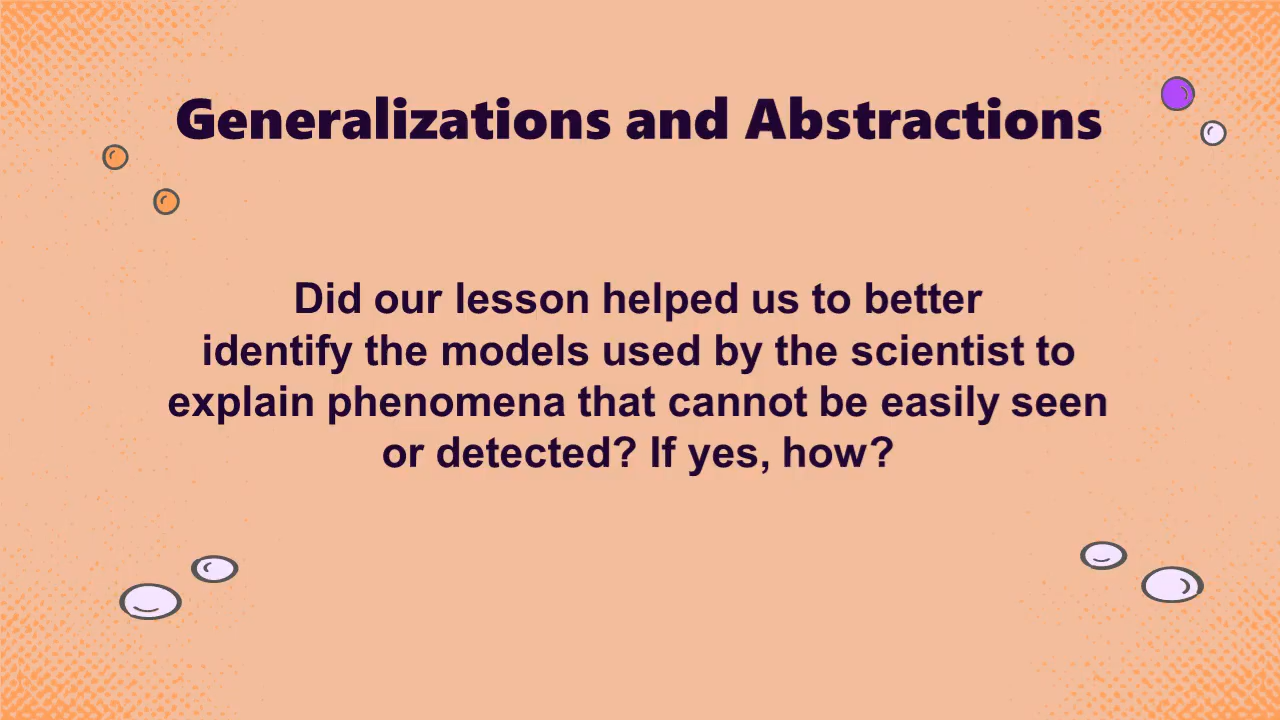 Generalizations and Abstractions
Did our lesson helped us to better
identify the models used by the scientist to
explain phenomena that cannot be easily seen
or detected? If yes, how?